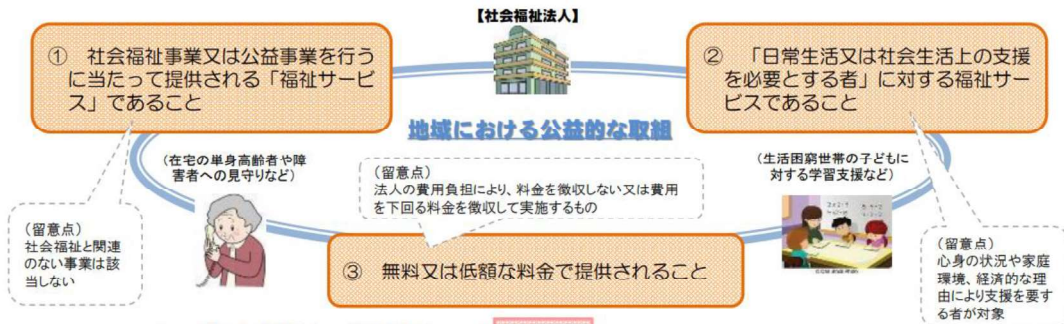 【社会福祉法人】
① 社会福祉事業又は公益事業を行う
に当たって提供される「福祉サービ
ス」であること
② 「日常生活又は社会生活上の支援
を必要とする者」に対する福祉サー
ビスであること
地域における公益的な取組
(在宅の単身高齢者や障
害者への見守りなど)
(留意点)
法人の費用負担により、料金を徴収しない又は費用
を下回る料金を徴収して実施するもの
(生活困窮世帯の子どもに
対する学習支援など)
(留意点)
社会福祉と関連
のない事業は該
当しない
③ 無料又は低額な料金で提供されること
(留意点)
心身の状況や家庭
環境、経済的な理
由により支援を要す
る者が対象